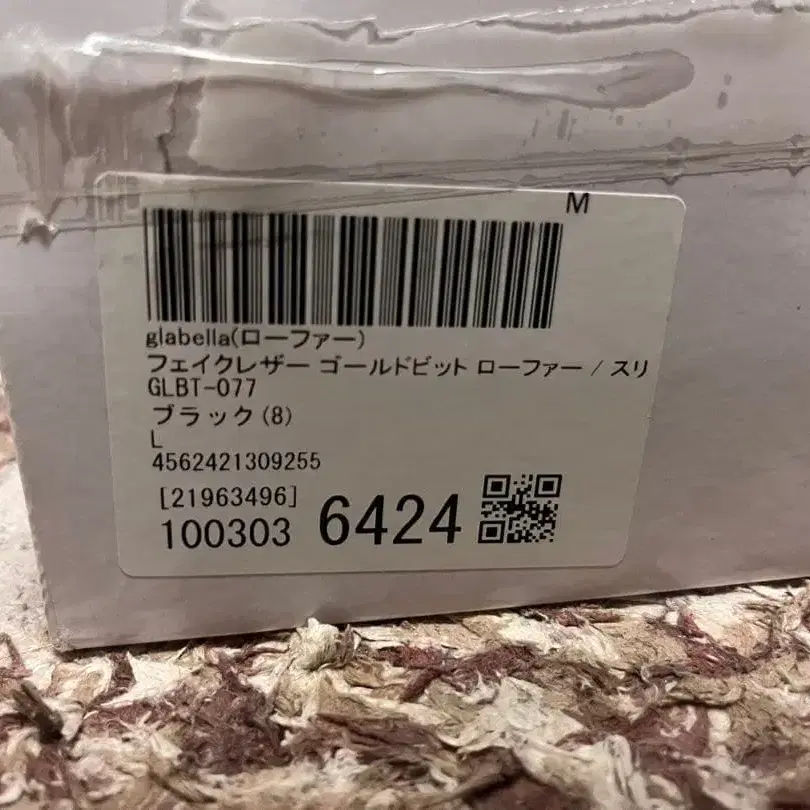 M
glabella(ローファー)
フェイクレザー ゴールドビット ローファー / スリ
GLBT-077
ブラック(8)
L
4562421309255
[21963496]
100303 6424